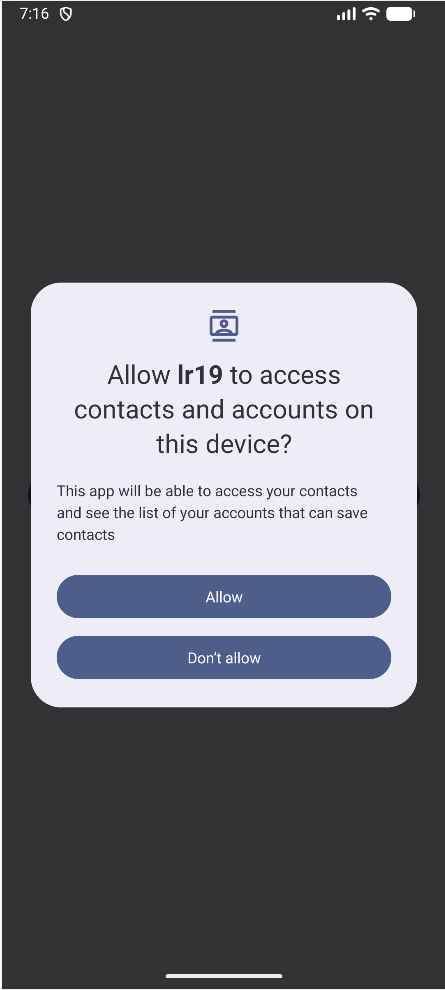 7:16
Allow lr19 to access
contacts and accounts on
this device?
This app will be able to access your contacts
and see the list of your accounts that can save
contacts
Allow
Don't allow